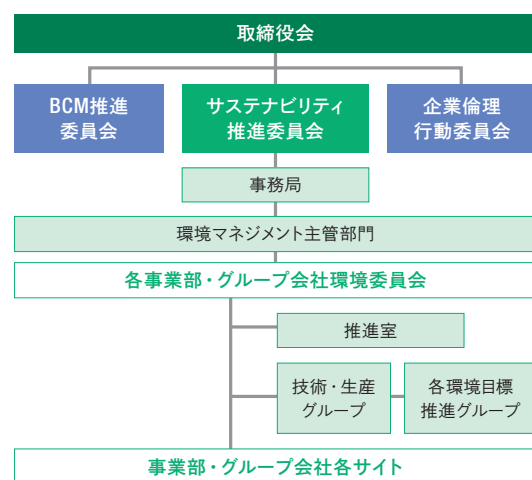 取締役会
BCM推進
委員会
サステナビリティ
推進委員会
企業倫理
行動委員会
事務局
環境マネジメント主管部門
各事業部・グループ会社環境委員会
推進室
技術・生産
グループ
各環境目標
推進グループ
事業部・グループ会社各サイト